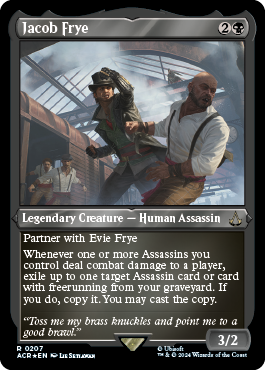 Jacob Frye 2
Legendary Creature — Human Assassin
Partner with Evie Frye
Whenever one or more Assassins you
control deal combat damage to a player,
exile up to one target Assassin card or card
with freerunning from your graveyard. If
you do, copy it. You may cast the copy.
"Toss me my brass knuckles and point me to a
good brawl."
3/2
R 0207
ACR★EN Lie Setiawan
© Ubisoft
™ & © 2024 Wizards of the Coast